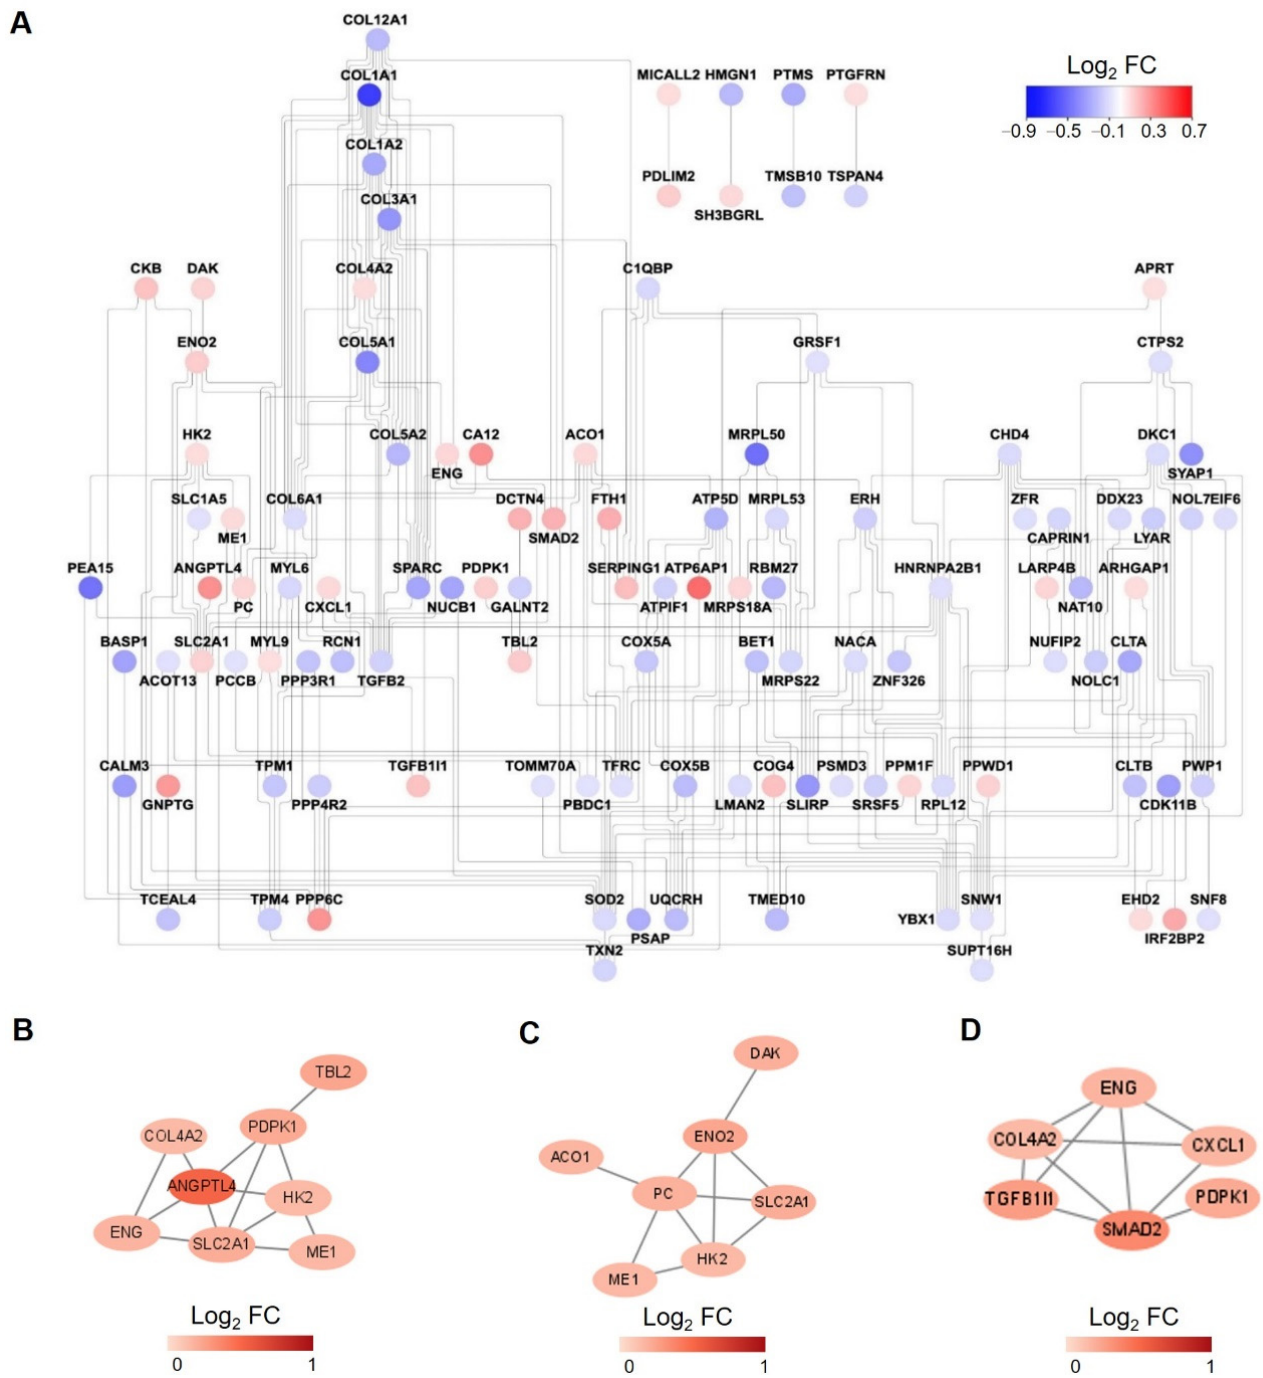 A
COL12A1
COL1A1
MICALL2 HMGN1 PTMS PTGFRN
Log2 FC
−0.9 −0.5 −0.1 0.3 0.7
COL1A2
PDLIM2 TMSB10 TSPAN4
COL3A1
SH3BGRL
CKB DAK COL4A2 C1QBP APRT
ENO2 COL5A1 GRSF1 CTPS2
HK2 COL5A2 CA12 ACO1 MRPL50 CHD4 DKC1
ENG SYAP1
SLC1A5 COL6A1 DCTN4 FTH1 ATP5D MRPL53 ERH ZFR DDX23 NOL7 EIF6
ME1 SMAD2 CAPRIN1 LYAR
PEA15 ANGPTL4 MYL6 SPARC PDPK1 SERPING1 ATP6AP1 RBM27 HNRNPA2B1 LARP4B ARHGAP1
PC CXCL1 NUCB1 GALNT2 ATPIF1 MRPS18A NAT10
BASP1 SLC2A1 MYL9 RCN1 TBL2 COX5A BET1 NACA NUFIP2 CLTA
ACOT13 PCCB PPP3R1 TGFB2 MRPS22 ZNF326 NOLC1
CALM3 TPM1 TGFB1I1 TOMM70A TFRC COX5B COG4 PSMD3 PPM1F PPWD1 CLTB PWP1
GNPTG PPP4R2 PBDC1 LMAN2 SLIRP SRSF5 RPL12 CDK11B
TCEAL4 TPM4 PPP6C SOD2 UQCRH TMED10 YBX1 SNW1 EHD2 SNF8
PSAP IRF2BP2
TXN2 SUPT16H
B
TBL2
PDPK1
COL4A2
ANGPTL4
HK2
ENG
SLC2A1
ME1
Log2 FC
0 1
C
DAK
ENO2
ACO1
PC
SLC2A1
HK2
ME1
Log2 FC
0 1
D
ENG
COL4A2
CXCL1
TGFB1I1
PDPK1
SMAD2
Log2 FC
0 1